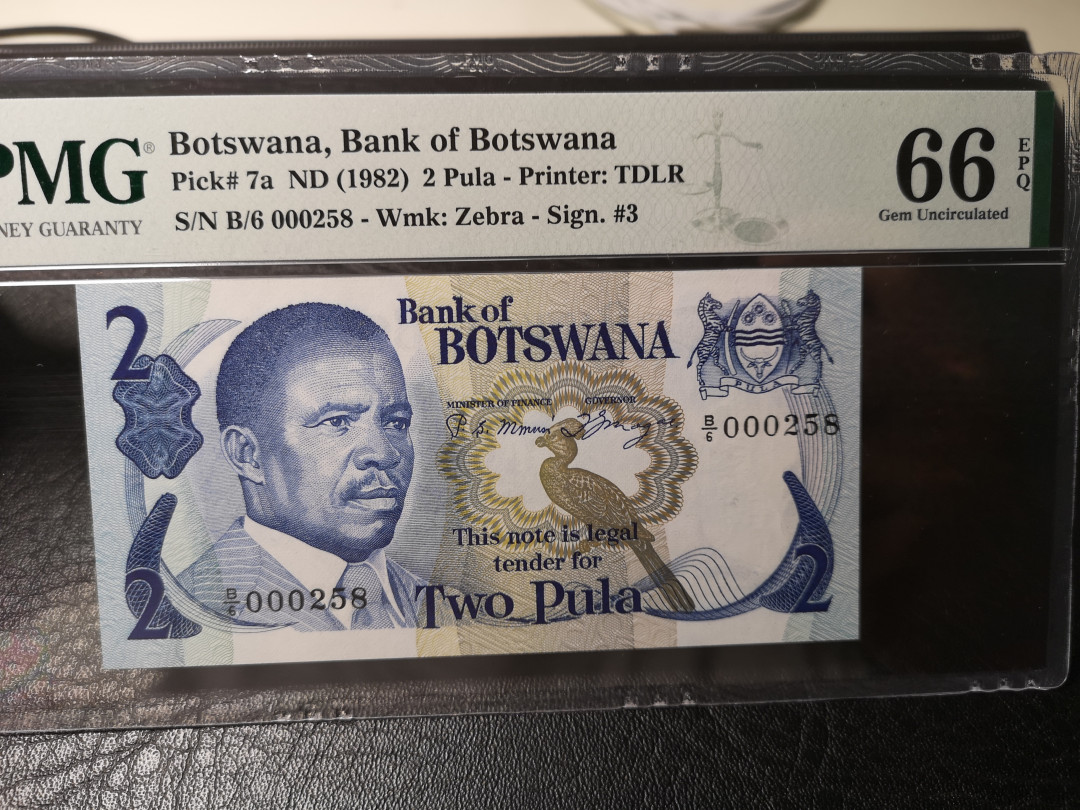 PMG®
Botswana, Bank of Botswana
Pick# 7a ND (1982) 2 Pula - Printer: TDLR
S/N B/6 000258 - Wmk: Zebra - Sign. #3
NEY GUARANTY
66
EPQ
Gem Uncirculated
2
Bank of
BOTSWANA
MINISTER OF FINANCE
GOVERNOR
PULA
B/6 000258
This note is legal
tender for
Two Pula
B/6 000258
2
2